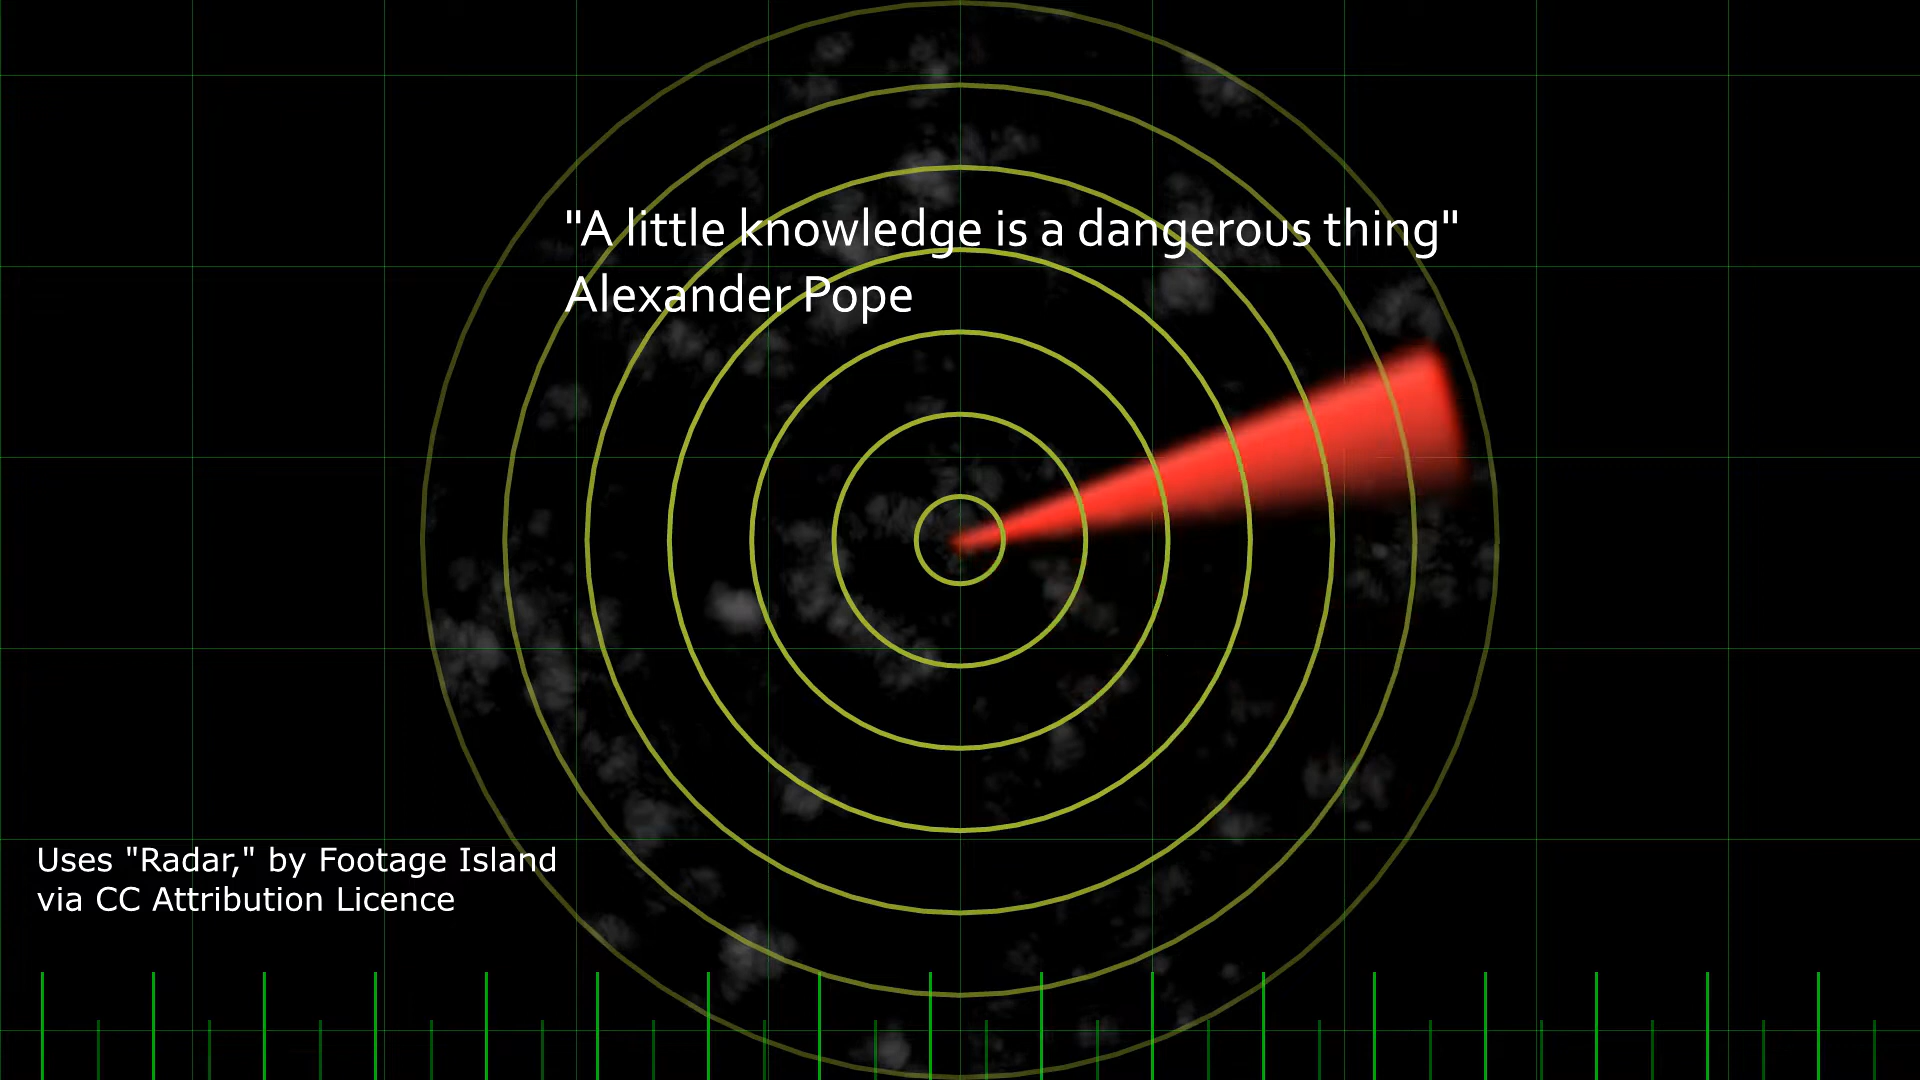 "A little knowledge is a dangerous thing"
Alexander Pope
Uses "Radar," by Footage Island
via CC Attribution Licence